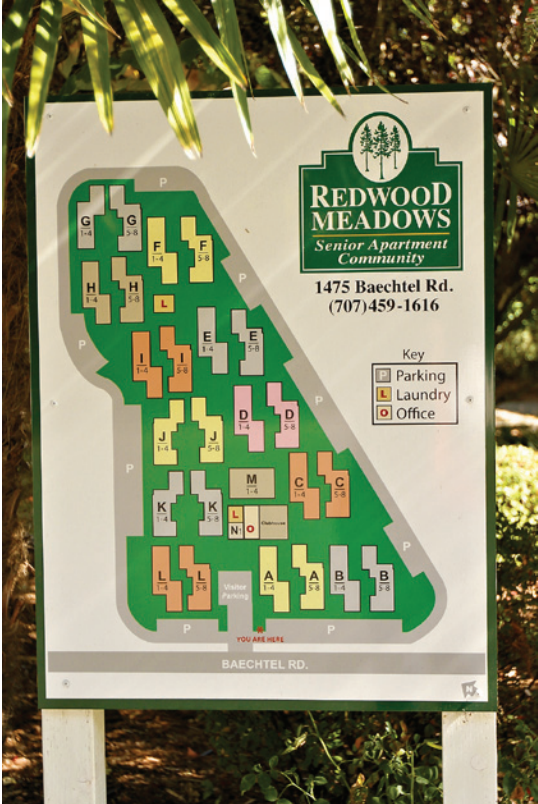 REDWOOD
MEADOWS
Senior Apartment
Community
1475 Baechtel Rd.
(707)459-1616
Key
P Parking
L Laundry
O Office
P
G
1-4
G
5-8
F
1-4
F
5-8
P
H
1-4
H
5-8
L
E
1-4
E
5-8
P
I
1-4
I
5-8
P
D
1-4
D
5-8
J
1-4
J
5-8
P
M
1-4
C
1-4
C
5-8
K
1-4
K
5-8
L
N1
O
Clubhouse
P
L
1-4
L
5-8
Visitor
Parking
A
1-4
A
5-8
B
1-4
B
5-8
P
P
YOU ARE HERE
BAECHTEL RD.
N